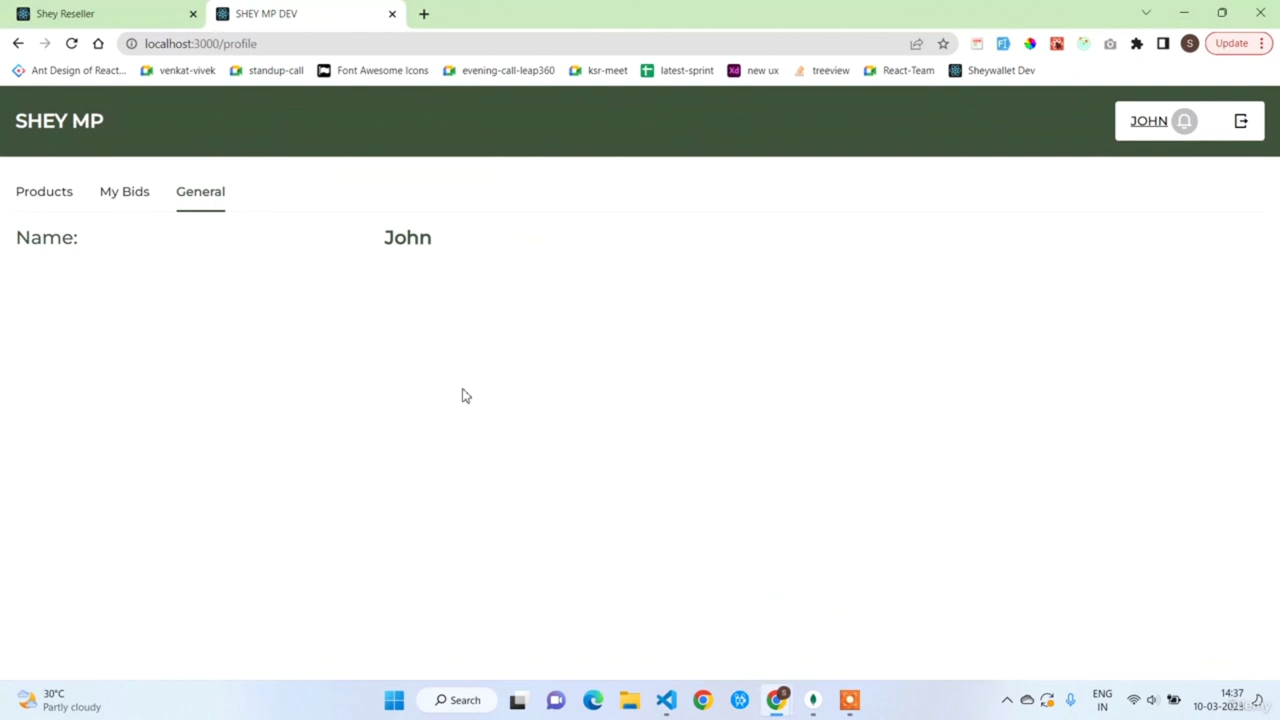 Shey Reseller
SHEY MP DEV
localhost:3000/profile
S
Update
Ant Design of React...
venkat-vivek
standup-call
Font Awesome Icons
evening-call-leap360
ksr-meet
latest-sprint
Xd
new ux
treeview
React-Team
Sheywallet Dev
SHEY MP
JOHN
Products
My Bids
General
Name:
John
30°C
Partly cloudy
Search
ENG
IN
14:37
10-03-2023